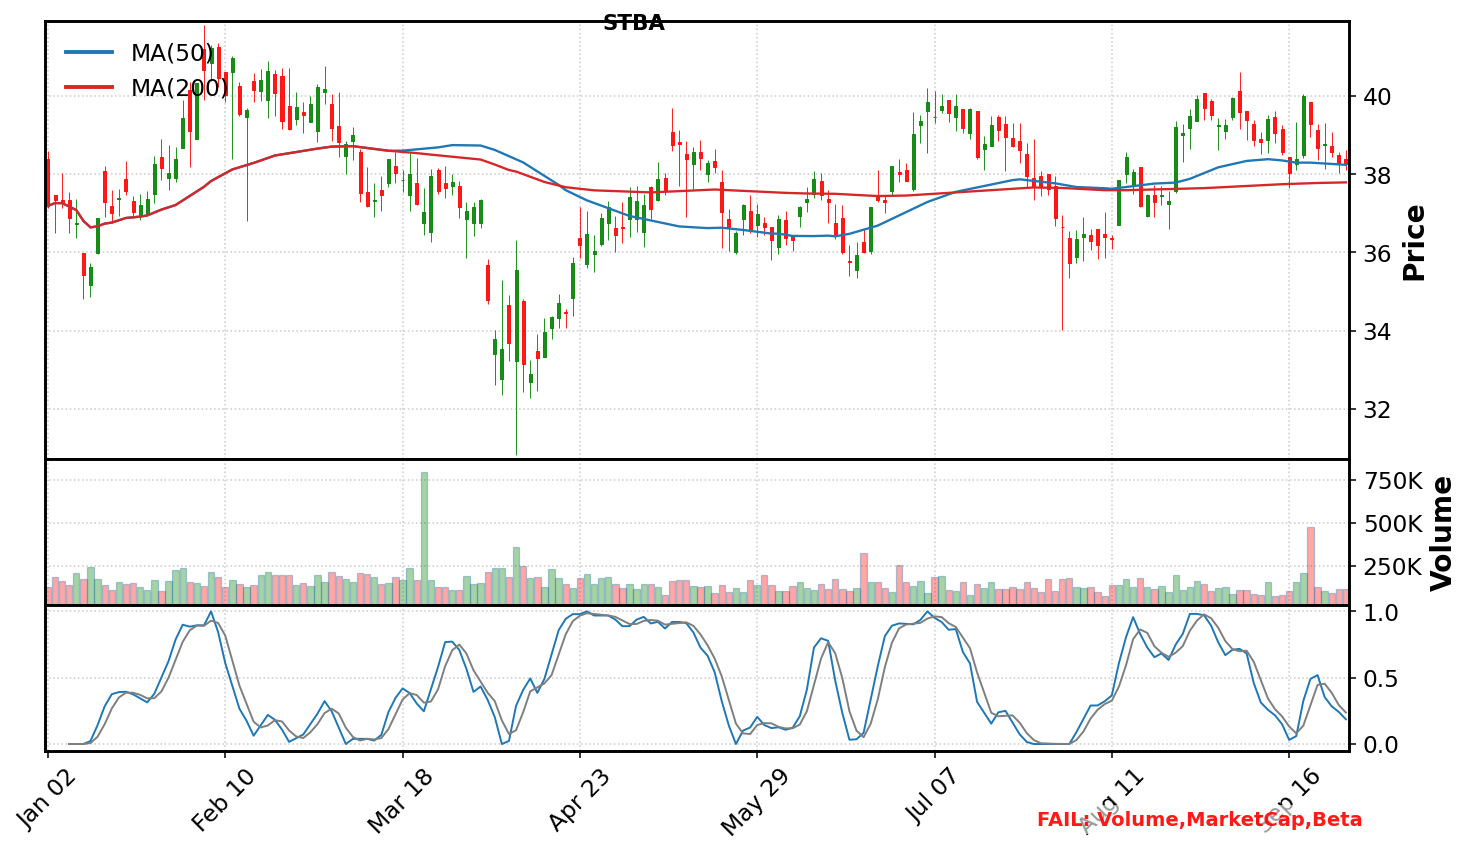 STBA
MA(50)
MA(200)
40
38
36
34
32
Price
750K
500K
250K
Volume
1.0
0.5
0.0
Jan 02
Feb 10
Mar 18
Apr 23
May 29
Jul 07
Aug 11
Sep 16
FAIL: Volume,MarketCap,Beta